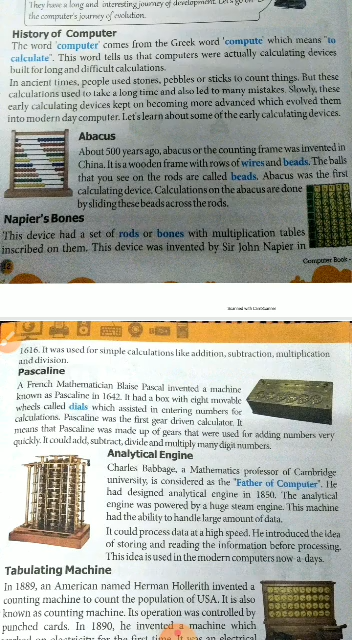 They have a long and interesting journey of development. Let's go on
the computer's journey of evolution.
History of Computer
The word 'computer' comes from the Greek word 'compute' which means "to
calculate". This word tells us that computers were actually calculating devices
built for long and difficult calculations.
In ancient times, people used stones, pebbles or sticks to count things. But these
calculations used to take a long time and also led to many mistakes. Slowly, these
early calculating devices kept on becoming more advanced which evolved them
into modern day computer. Let's learn about some of the early calculating devices.
Abacus
About 500 years ago, abacus or the counting frame was invented in
China. It is a wooden frame with rows of wires and beads. The balls
that you see on the rods are called beads. Abacus was the first
calculating device. Calculations on the abacus are done
by sliding these beads across the rods.
Napier's Bones
This device had a set of rods or bones with multiplication tables
inscribed on them. This device was invented by Sir John Napier in
Computer Book -
Scanned with CamScanner
1616. It was used for simple calculations like addition, subtraction, multiplication
and division.
Pascaline
A French Mathematician Blaise Pascal invented a machine
known as Pascaline in 1642. It had a box with eight movable
wheels called dials which assisted in entering numbers for
calculations. Pascaline was the first gear driven calculator. It
means that Pascaline was made up of gears that were used for adding numbers very
quickly. It could add, subtract, divide and multiply many digit numbers.
Analytical Engine
Charles Babbage, a Mathematics professor of Cambridge
university, is considered as the "Father of Computer". He
had designed analytical engine in 1850. The analytical
engine was powered by a huge steam engine. This machine
had the ability to handle large amount of data.
It could process data at a high speed. He introduced the idea
of storing and reading the information before processing.
This idea is used in the modern computers now-a-days.
Tabulating Machine
In 1889, an American named Herman Hollerith invented a
counting machine to count the population of USA. It is also
known as counting machine. Its operation was controlled by
punched cards. In 1890, he invented a machine which
worked on electricity for the first time. It was an electrical